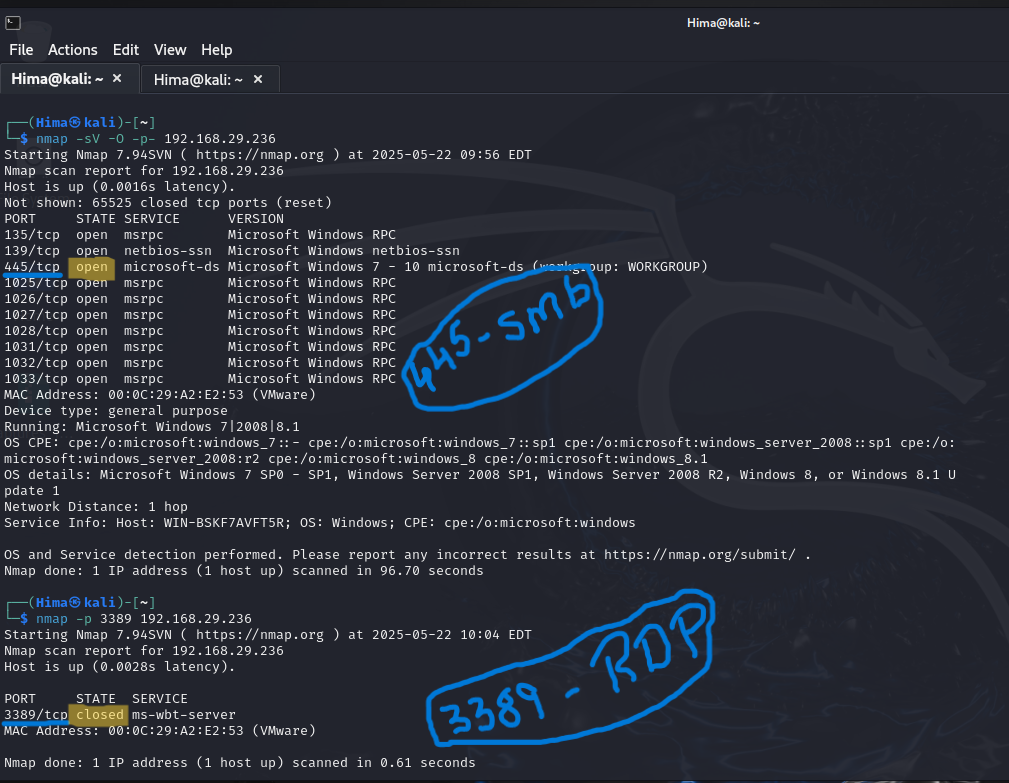 Hima@kali: ~
File Actions Edit View Help
Hima@kali: ~ × Hima@kali: ~ ×
┌──(Hima㉿kali)-[~]
└─$ nmap -sV -O -p- 192.168.29.236
Starting Nmap 7.94SVN ( https://nmap.org ) at 2025-05-22 09:56 EDT
Nmap scan report for 192.168.29.236
Host is up (0.0016s latency).
Not shown: 65525 closed tcp ports (reset)
PORT STATE SERVICE VERSION
135/tcp open msrpc Microsoft Windows RPC
139/tcp open netbios-ssn Microsoft Windows netbios-ssn
445/tcp open microsoft-ds Microsoft Windows 7 - 10 microsoft-ds (workgroup: WORKGROUP)
1025/tcp open msrpc Microsoft Windows RPC
1026/tcp open msrpc Microsoft Windows RPC
1027/tcp open msrpc Microsoft Windows RPC
1028/tcp open msrpc Microsoft Windows RPC
1031/tcp open msrpc Microsoft Windows RPC
1032/tcp open msrpc Microsoft Windows RPC
1033/tcp open msrpc Microsoft Windows RPC
445-SMb
MAC Address: 00:0C:29:A2:E2:53 (VMware)
Device type: general purpose
Running: Microsoft Windows 7|2008|8.1
OS CPE: cpe:/o:microsoft:windows_7::- cpe:/o:microsoft:windows_7::sp1 cpe:/o:microsoft:windows_server_2008::sp1 cpe:/o:
microsoft:windows_server_2008:r2 cpe:/o:microsoft:windows_8 cpe:/o:microsoft:windows_8.1
OS details: Microsoft Windows 7 SP0 - SP1, Windows Server 2008 SP1, Windows Server 2008 R2, Windows 8, or Windows 8.1 U
pdate 1
Network Distance: 1 hop
Service Info: Host: WIN-BSKF7AVFT5R; OS: Windows; CPE: cpe:/o:microsoft:windows
OS and Service detection performed. Please report any incorrect results at https://nmap.org/submit/ .
Nmap done: 1 IP address (1 host up) scanned in 96.70 seconds
┌──(Hima㉿kali)-[~]
└─$ nmap -p 3389 192.168.29.236
Starting Nmap 7.94SVN ( https://nmap.org ) at 2025-05-22 10:04 EDT
Nmap scan report for 192.168.29.236
Host is up (0.0028s latency).
PORT STATE SERVICE
3389/tcp closed ms-wbt-server
3389-RDP
MAC Address: 00:0C:29:A2:E2:53 (VMware)
Nmap done: 1 IP address (1 host up) scanned in 0.61 seconds